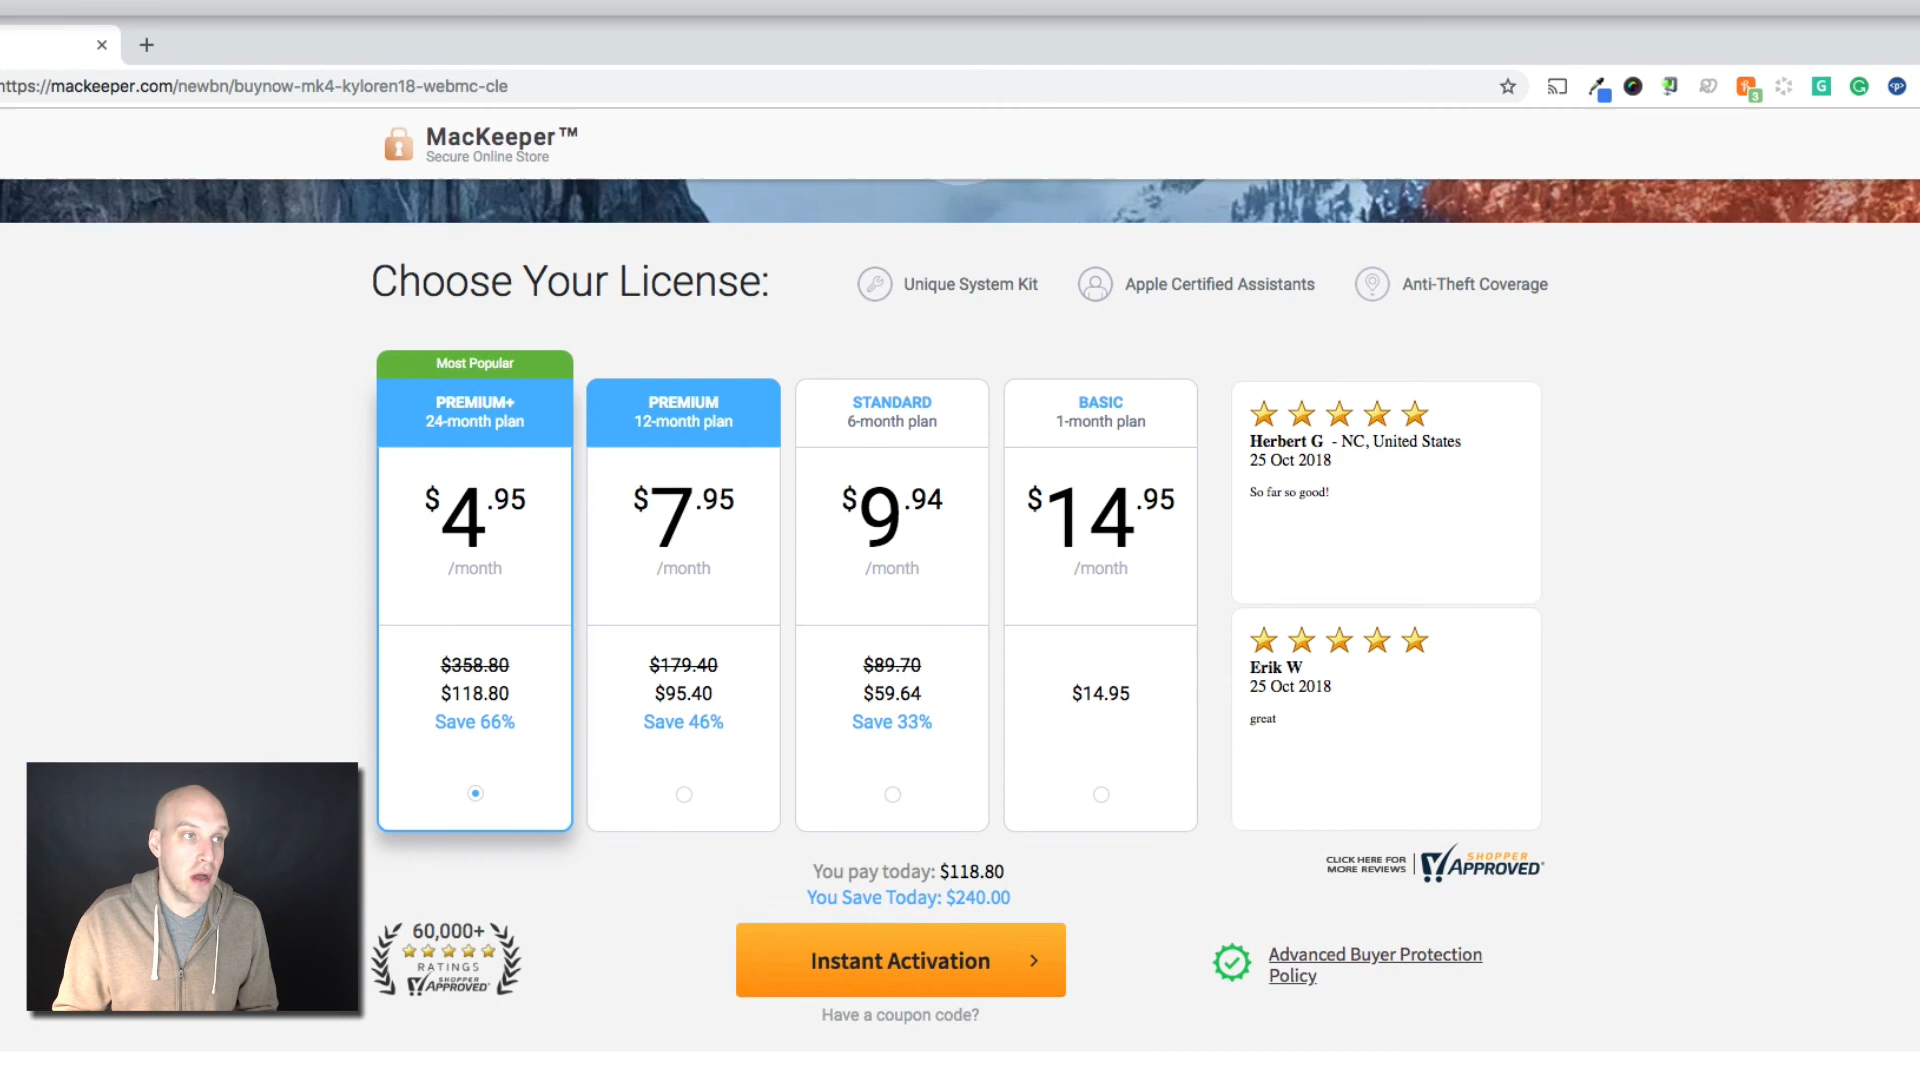 https://mackeeper.com/newbn/buynow-mk4-kyloren18-webmc-cle
3
G
MacKeeper™
Secure Online Store
Choose Your License:
Unique System Kit
Apple Certified Assistants
Anti-Theft Coverage
Most Popular
PREMIUM+
24-month plan
$4.95
/month
$358.80
$118.80
Save 66%
PREMIUM
12-month plan
$7.95
/month
$179.40
$95.40
Save 46%
STANDARD
6-month plan
$9.94
/month
$89.70
$59.64
Save 33%
BASIC
1-month plan
$14.95
/month
$14.95
Herbert G - NC, United States
25 Oct 2018
So far so good!
Erik W
25 Oct 2018
great
CLICK HERE FOR
MORE REVIEWS
SHOPPER
APPROVED
You pay today: $118.80
You Save Today: $240.00
60,000+
RATINGS
SHOPPER
APPROVED
Instant Activation
Have a coupon code?
Advanced Buyer Protection
Policy